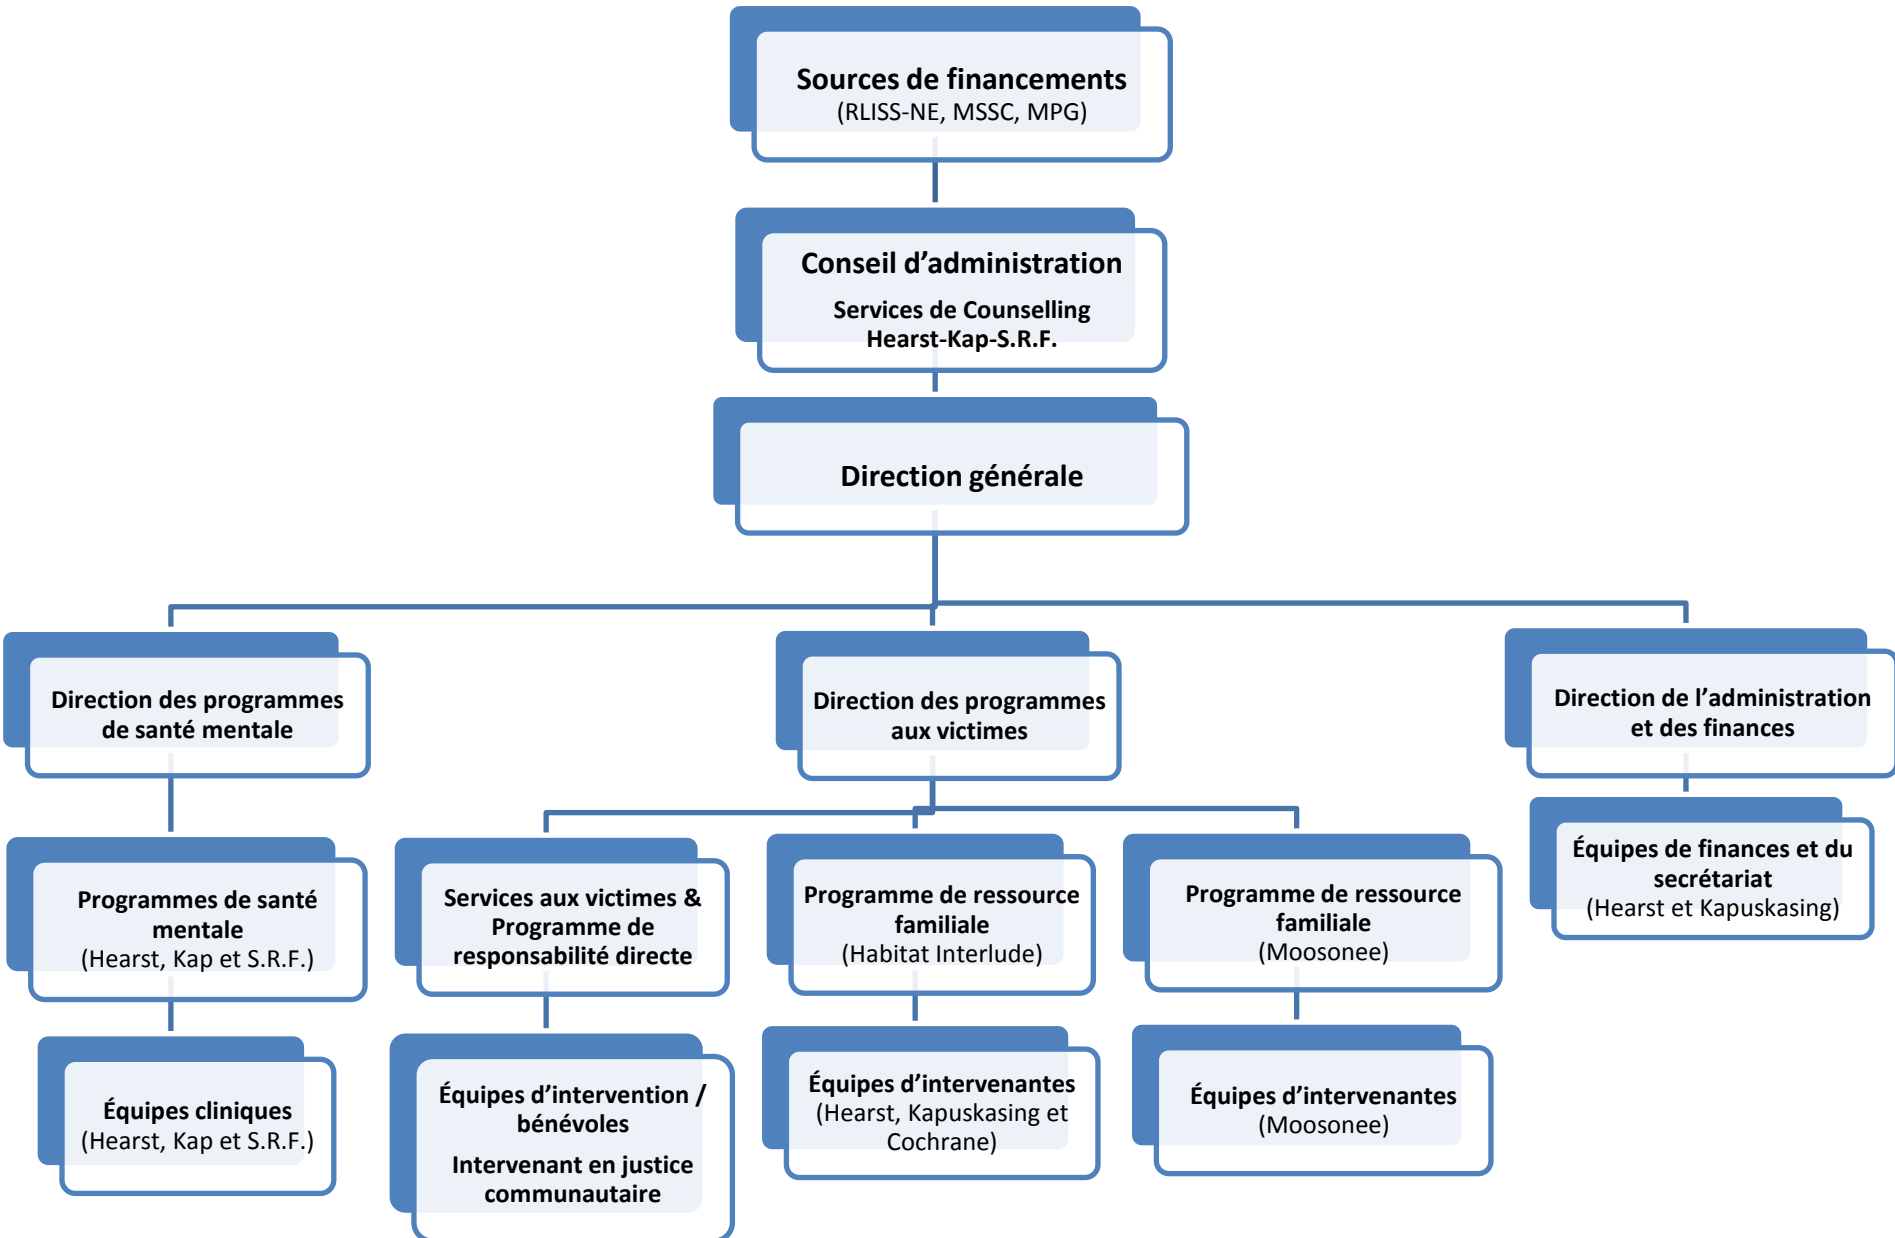 Sources de financements
(RLISS-NE, MSSC, MPG)
Conseil d’administration
Services de Counselling
Hearst-Kap-S.R.F.
Direction générale
Direction des programmes
de santé mentale
Direction des programmes
aux victimes
Direction de l’administration
et des finances
Programmes de santé
mentale
(Hearst, Kap et S.R.F.)
Services aux victimes &
Programme de
responsabilité directe
Programme de ressource
familiale
(Habitat Interlude)
Programme de ressource
familiale
(Moosonee)
Équipes de finances et du
secrétariat
(Hearst et Kapuskasing)
Équipes cliniques
(Hearst, Kap et S.R.F.)
Équipes d’intervention /
bénévoles
Intervenant en justice
communautaire
Équipes d’intervenantes
(Hearst, Kapuskasing et
Cochrane)
Équipes d’intervenantes
(Moosonee)